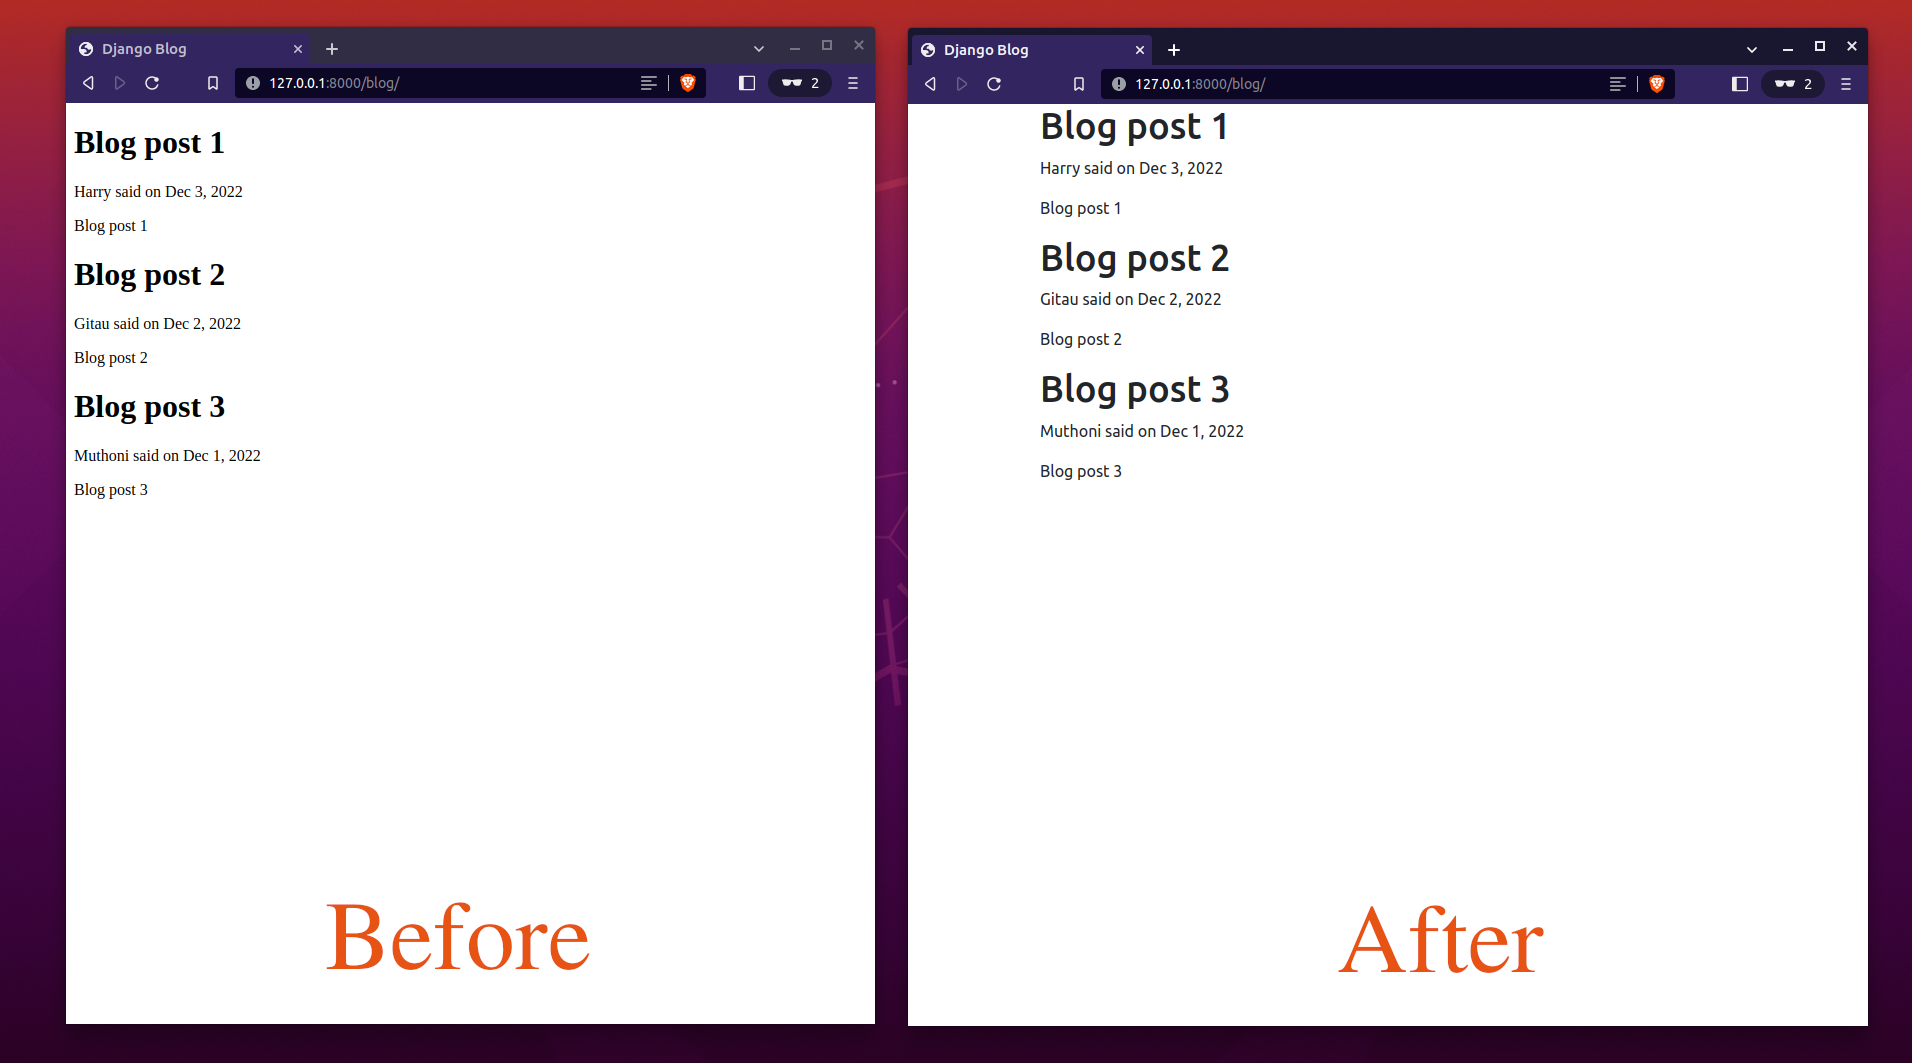 Django Blog
127.0.0.1:8000/blog/
2
Blog post 1
Harry said on Dec 3, 2022
Blog post 1
Blog post 2
Gitau said on Dec 2, 2022
Blog post 2
Blog post 3
Muthoni said on Dec 1, 2022
Blog post 3
Before
Django Blog
127.0.0.1:8000/blog/
2
Blog post 1
Harry said on Dec 3, 2022
Blog post 1
Blog post 2
Gitau said on Dec 2, 2022
Blog post 2
Blog post 3
Muthoni said on Dec 1, 2022
Blog post 3
After